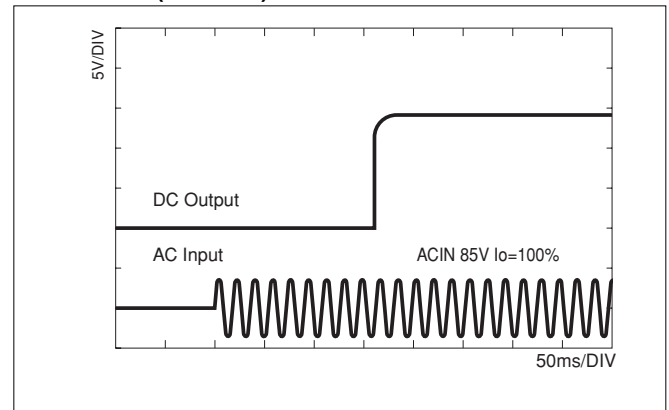 5V/DIV
DC Output
AC Input
ACIN 85V Io=100%
50ms/DIV